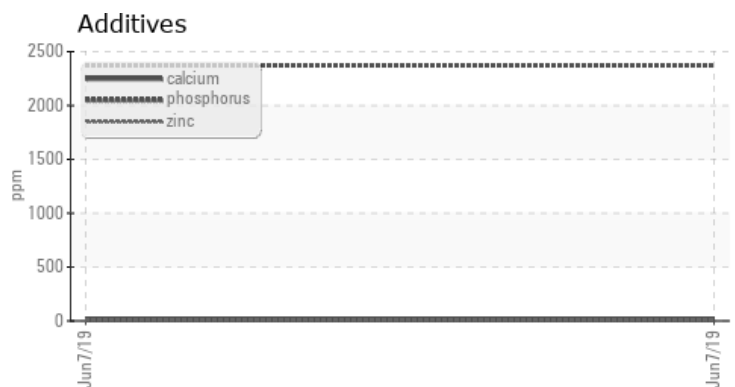 Additives
2500
calcium
phosphorus
2000
zinc
1500
ppm
1000
500
0
Jun7/19
Jun7/19